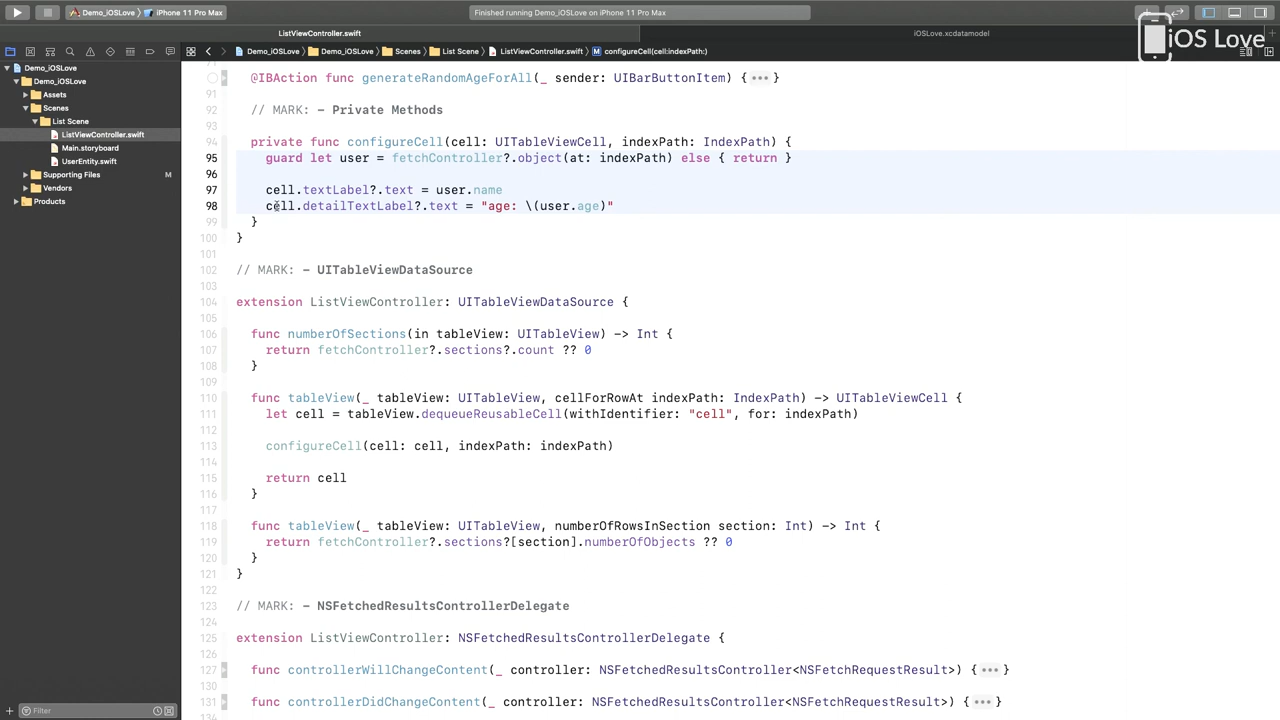 Demo_iOSLove 〉 iPhone 11 Pro Max
Finished running Demo_iOSLove on iPhone 11 Pro Max
ListViewController.swift
iOSLove.xcdatamodel
iOS Love
Demo_iOSLove 〉 Demo_iOSLove 〉 Scenes 〉 List Scene 〉 ListViewController.swift 〉 M configureCell(cell:indexPath:)
Demo_iOSLove
Demo_iOSLove
Assets
Scenes
List Scene
ListViewController.swift
Main.storyboard
UserEntity.swift
Supporting Files M
Vendors
Products
Filter
71 @IBAction func generateRandomAgeForAll(_ sender: UIBarButtonItem) {•••}
91
92 // MARK: - Private Methods
93
94 private func configureCell(cell: UITableViewCell, indexPath: IndexPath) {
95 guard let user = fetchController?.object(at: indexPath) else { return }
96
97 cell.textLabel?.text = user.name
98 cell.detailTextLabel?.text = "age: \(user.age)"
99 }
100 }
101
102 // MARK: - UITableViewDataSource
103
104 extension ListViewController: UITableViewDataSource {
105
106 func numberOfSections(in tableView: UITableView) -> Int {
107 return fetchController?.sections?.count ?? 0
108 }
109
110 func tableView(_ tableView: UITableView, cellForRowAt indexPath: IndexPath) -> UITableViewCell {
111 let cell = tableView.dequeueReusableCell(withIdentifier: "cell", for: indexPath)
112
113 configureCell(cell: cell, indexPath: indexPath)
114
115 return cell
116 }
117
118 func tableView(_ tableView: UITableView, numberOfRowsInSection section: Int) -> Int {
119 return fetchController?.sections?[section].numberOfObjects ?? 0
120 }
121 }
122
123 // MARK: - NSFetchedResultsControllerDelegate
124
125 extension ListViewController: NSFetchedResultsControllerDelegate {
126
127 func controllerWillChangeContent(_ controller: NSFetchedResultsController<NSFetchRequestResult>) {•••}
130
131 func controllerDidChangeContent(_ controller: NSFetchedResultsController<NSFetchRequestResult>) {•••}
134